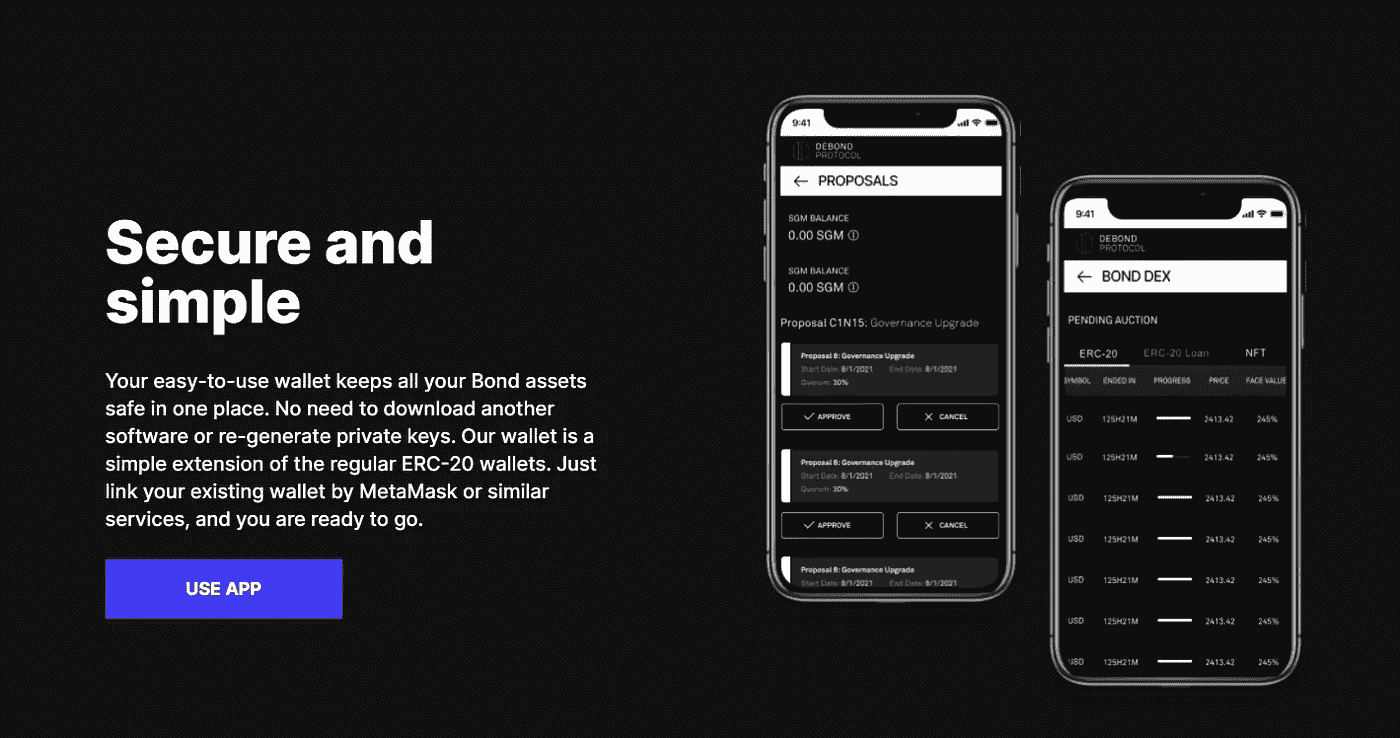 Secure and
simple
Your easy-to-use wallet keeps all your Bond assets
safe in one place. No need to download another
software or re-generate private keys. Our wallet is a
simple extension of the regular ERC-20 wallets. Just
link your existing wallet by MetaMask or similar
services, and you are ready to go.
USE APP
9:41
DEBOND
PROTOCOL
← PROPOSALS
SGM BALANCE
0.00 SGM
SGM BALANCE
0.00 SGM
Proposal C1N15: Governance Upgrade
Proposal 6: Governance Upgrade
Start Date: 8/1/2021 End Date: 8/1/2021
Quorum: 30%
APPROVE CANCEL
Proposal 6: Governance Upgrade
Start Date: 8/1/2021 End Date: 8/1/2021
Quorum: 30%
APPROVE CANCEL
Proposal 6: Governance Upgrade
Start Date: 8/1/2021 End Date: 8/1/2021
9:41
DEBOND
PROTOCOL
← BOND DEX
PENDING AUCTION
ERC-20 ERC-20 Loan NFT
SYMBOL ENDED IN PROGRESS PRICE FACE VALUE
USD 125H21M 2413.42 245%
USD 125H21M 2413.42 245%
USD 125H21M 2413.42 245%
USD 125H21M 2413.42 245%
USD 125H21M 2413.42 245%
USD 125H21M 2413.42 245%
USD 125H21M 2413.42 245%